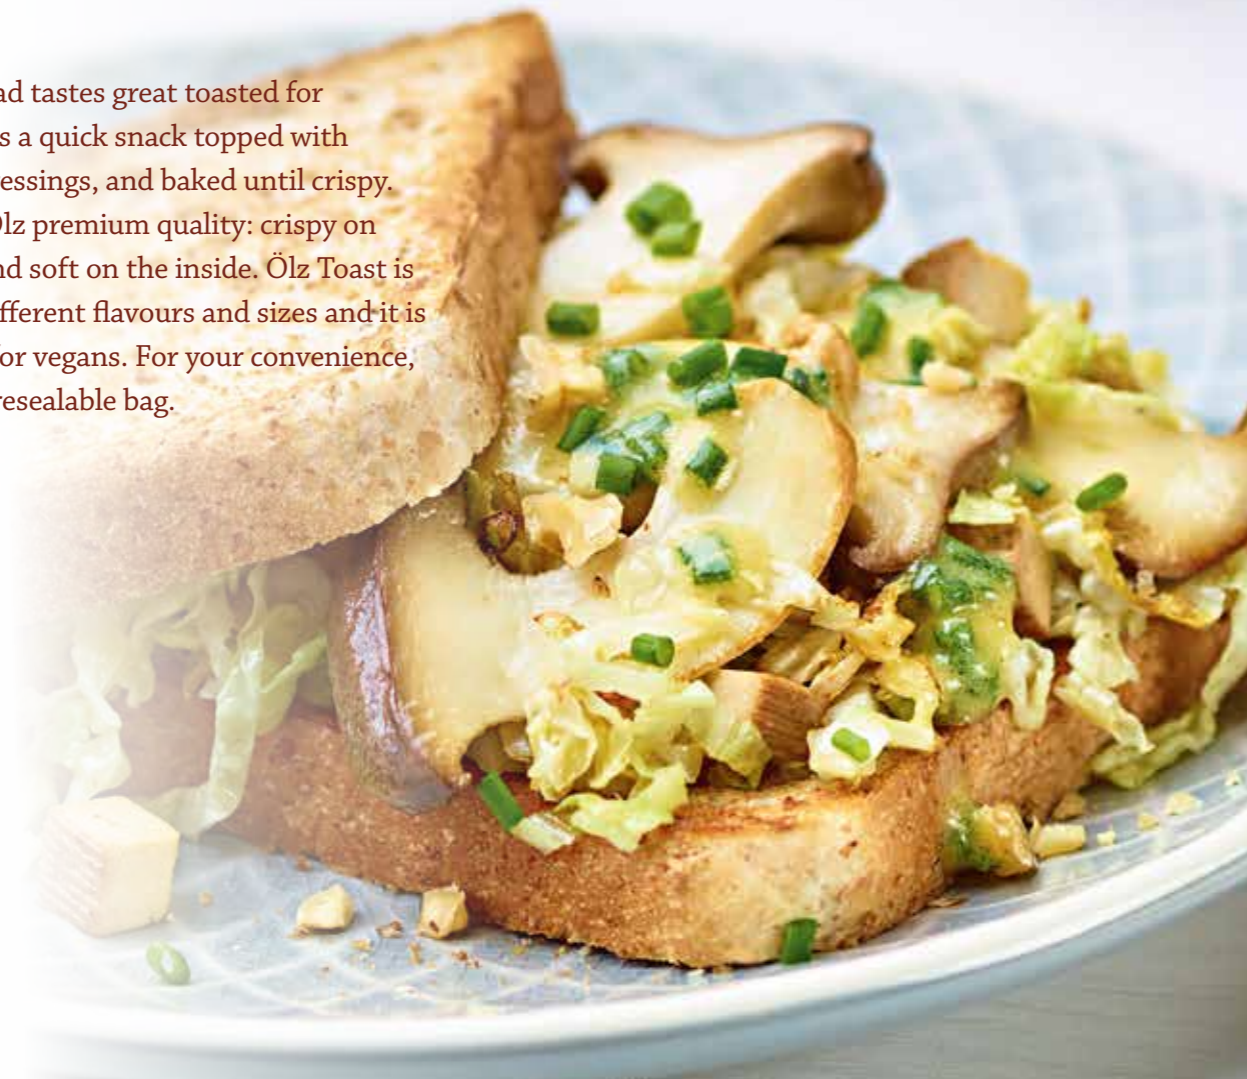 ad tastes great toasted for
s a quick snack topped with
essings, and baked until crispy.
lz premium quality: crispy on
nd soft on the inside. Ölz Toast is
fferent flavours and sizes and it is
or vegans. For your convenience,
resealable bag.